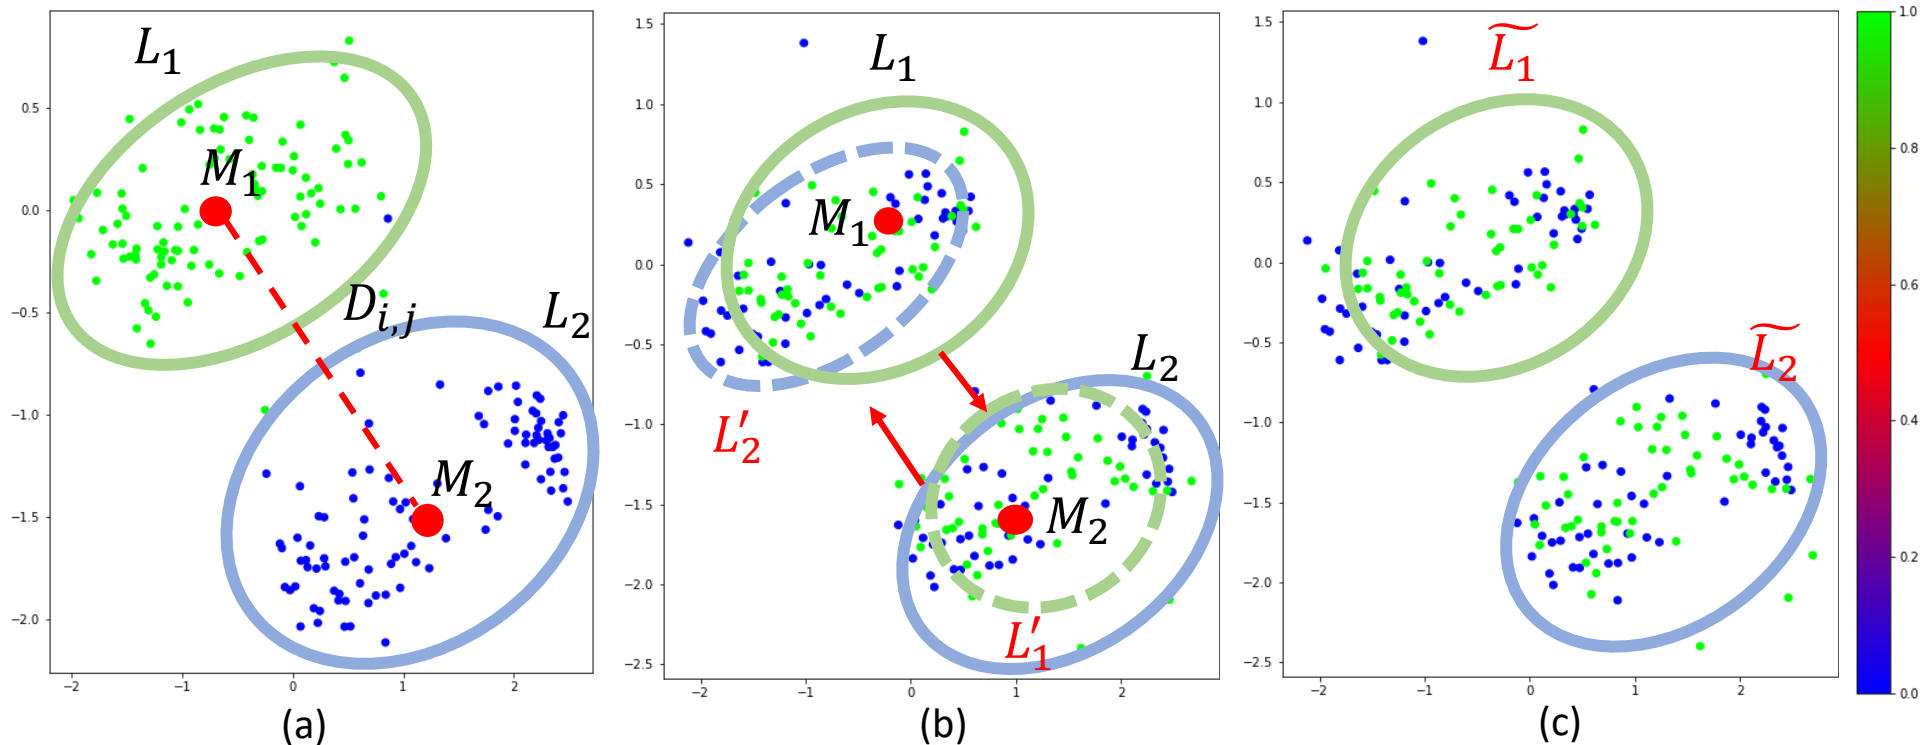 L₁
M₁
D_{i,j}
L₂
M₂
0.5
0.0
−0.5
−1.0
−1.5
−2.0
−2 −1 0 1 2
(a)
1.5
1.0
0.5
0.0
−0.5
−1.0
−1.5
−2.0
−2.5
L₁
M₁
L₂′
L₂
M₂
L₁′
−2 −1 0 1 2
(b)
1.5
1.0
0.5
0.0
−0.5
−1.0
−1.5
−2.0
−2.5
L̃₁
L̃₂
−2 −1 0 1 2
(c)
1.0
0.8
0.6
0.4
0.2
0.0